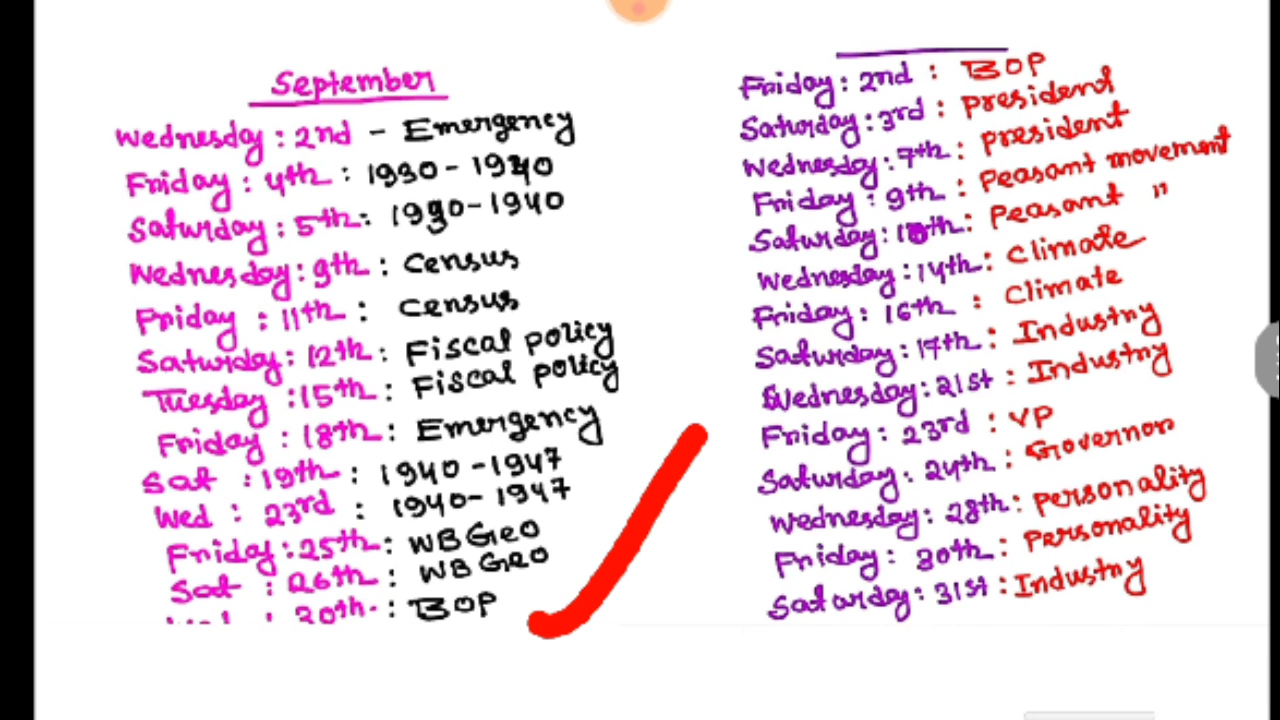 September
Wednesday : 2nd - Emergency
Friday : 4th : 1930 - 1940
Saturday : 5th : 1930-1940
Wednesday : 9th : Census
Friday : 11th : Census
Saturday : 12th : Fiscal policy
Tuesday : 15th : Fiscal policy
Friday : 18th : Emergency
Sat : 19th : 1940 - 1947
Wed : 23rd : 1940 - 1947
Friday : 25th : WB Geo
Sat : 26th : WB Geo
: 30th : BOP
Friday : 2nd : BOP
Saturday : 3rd : President
Wednesday : 7th : President
Friday : 9th : Peasant movement
Saturday : : Peasant "
Wednesday : 14th : Climate
Friday : 16th : Climate
Saturday : 17th : Industry
Wednesday : 21st : Industry
Friday : 23rd : VP
Saturday : 24th : Governor
Wednesday : 28th : Personality
Friday : 30th : Personality
Saturday : 31st : Industry